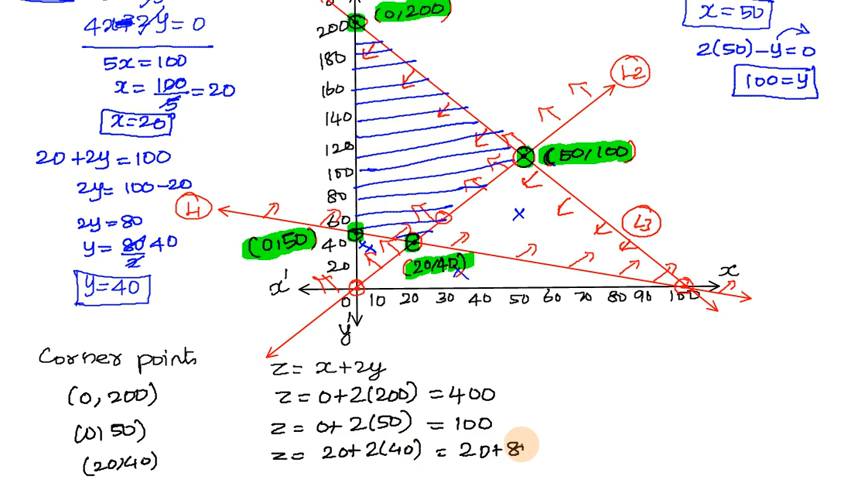 4x - 2y = 0
5x = 100
x = 100/5 = 20
x = 20
20 + 2y = 100
2y = 100 - 20
2y = 80
y = 80/2 40
y = 40
x = 50
2(50) - y = 0
100 = y
(0, 200)
L2
(50, 100)
L1
(0, 50)
(20, 40)
L3
200
180
160
140
120
100
80
60
40
20
x' 0 10 20 30 40 50 60 70 80 90 100 x
y'
Corner points z = x + 2y
(0, 200) z = 0 + 2(200) = 400
(0, 50) z = 0 + 2(50) = 100
(20, 40) z = 20 + 2(40) = 20 + 8